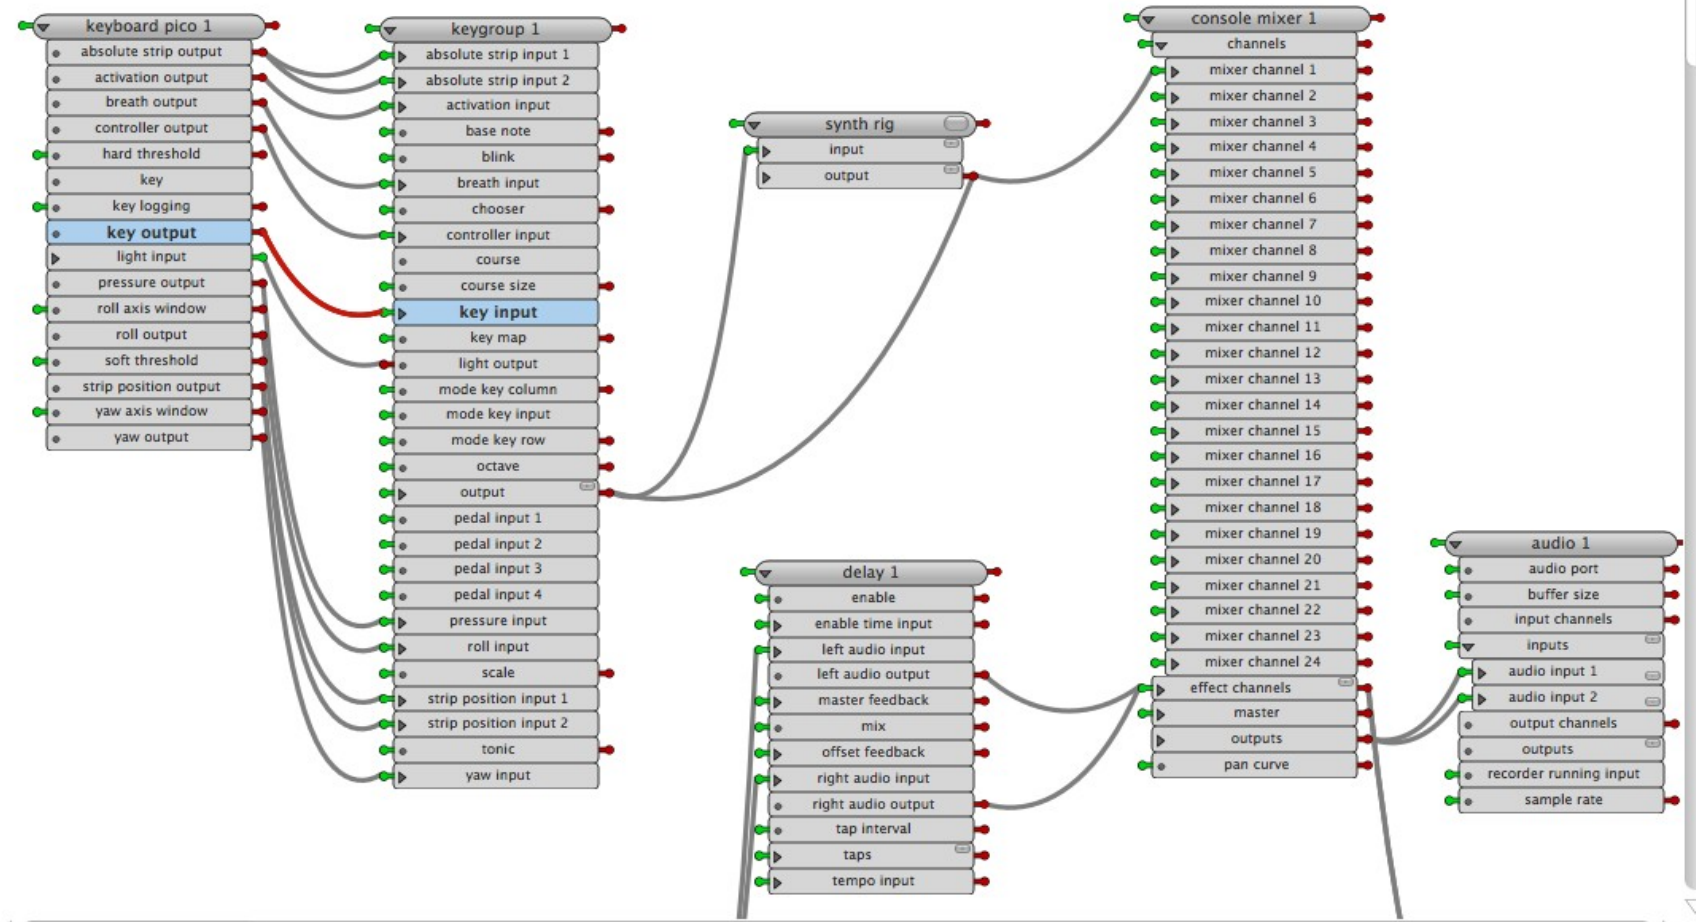 keyboard pico 1
absolute strip output
activation output
breath output
controller output
hard threshold
key
key logging
key output
light input
pressure output
roll axis window
roll output
soft threshold
strip position output
yaw axis window
yaw output
keygroup 1
absolute strip input 1
absolute strip input 2
activation input
base note
blink
breath input
chooser
controller input
course
course size
key input
key map
light output
mode key column
mode key input
mode key row
octave
output
pedal input 1
pedal input 2
pedal input 3
pedal input 4
pressure input
roll input
scale
strip position input 1
strip position input 2
tonic
yaw input
synth rig
input
output
delay 1
enable
enable time input
left audio input
left audio output
master feedback
mix
offset feedback
right audio input
right audio output
tap interval
taps
tempo input
console mixer 1
channels
mixer channel 1
mixer channel 2
mixer channel 3
mixer channel 4
mixer channel 5
mixer channel 6
mixer channel 7
mixer channel 8
mixer channel 9
mixer channel 10
mixer channel 11
mixer channel 12
mixer channel 13
mixer channel 14
mixer channel 15
mixer channel 16
mixer channel 17
mixer channel 18
mixer channel 19
mixer channel 20
mixer channel 21
mixer channel 22
mixer channel 23
mixer channel 24
effect channels
master
outputs
pan curve
audio 1
audio port
buffer size
input channels
inputs
audio input 1
audio input 2
output channels
outputs
recorder running input
sample rate